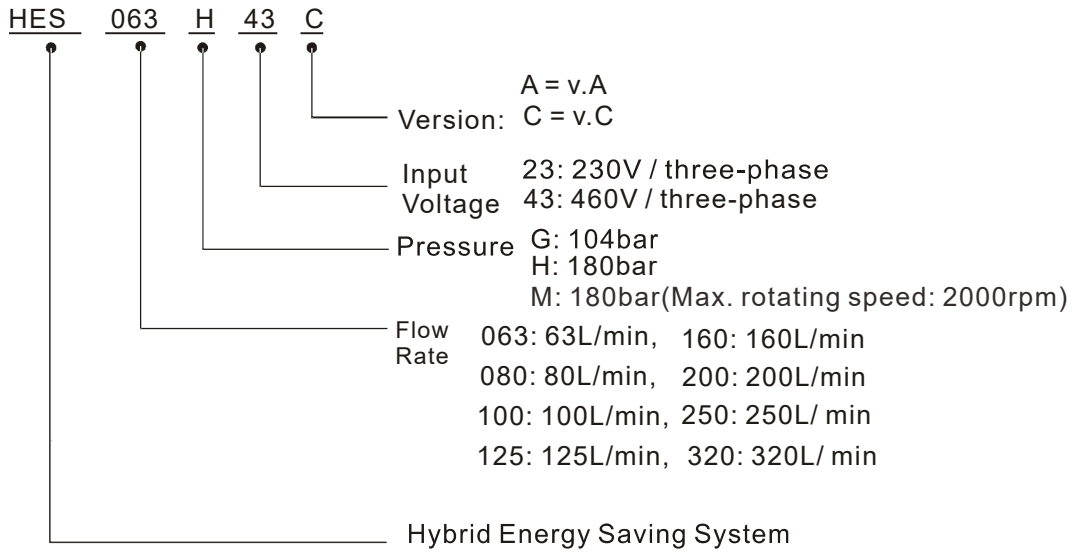 HES 063 H 43 C
A = v.A
Version: C = v.C
Input 23: 230V / three-phase
Voltage 43: 460V / three-phase
Pressure G: 104bar
H: 180bar
M: 180bar(Max. rotating speed: 2000rpm)
Flow 063: 63L/min, 160: 160L/min
Rate
080: 80L/min, 200: 200L/min
100: 100L/min, 250: 250L/ min
125: 125L/min, 320: 320L/ min
Hybrid Energy Saving System